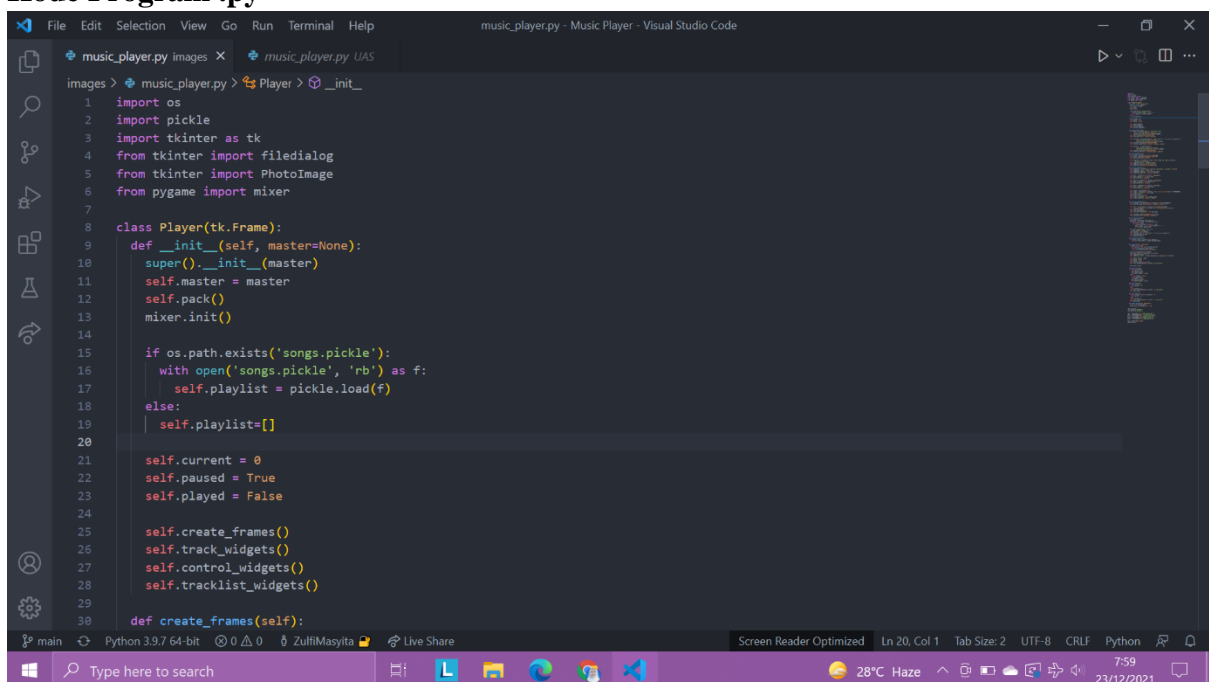 File Edit Selection View Go Run Terminal Help
music_player.py - Music Player - Visual Studio Code
music_player.py images
music_player.py UAS
images > music_player.py > Player > __init__
1 import os
2 import pickle
3 import tkinter as tk
4 from tkinter import filedialog
5 from tkinter import PhotoImage
6 from pygame import mixer
7
8 class Player(tk.Frame):
9 def __init__(self, master=None):
10 super().__init__(master)
11 self.master = master
12 self.pack()
13 mixer.init()
14
15 if os.path.exists('songs.pickle'):
16 with open('songs.pickle', 'rb') as f:
17 self.playlist = pickle.load(f)
18 else:
19 self.playlist=[]
20
21 self.current = 0
22 self.paused = True
23 self.played = False
24
25 self.create_frames()
26 self.track_widgets()
27 self.control_widgets()
28 self.tracklist_widgets()
29
30 def create_frames(self):
main Python 3.9.7 64-bit 0 0 ZulfiMasyita Live Share Screen Reader Optimized Ln 20, Col 1 Tab Size: 2 UTF-8 CRLF Python
Type here to search
L
28°C Haze
7:59
23/12/2021